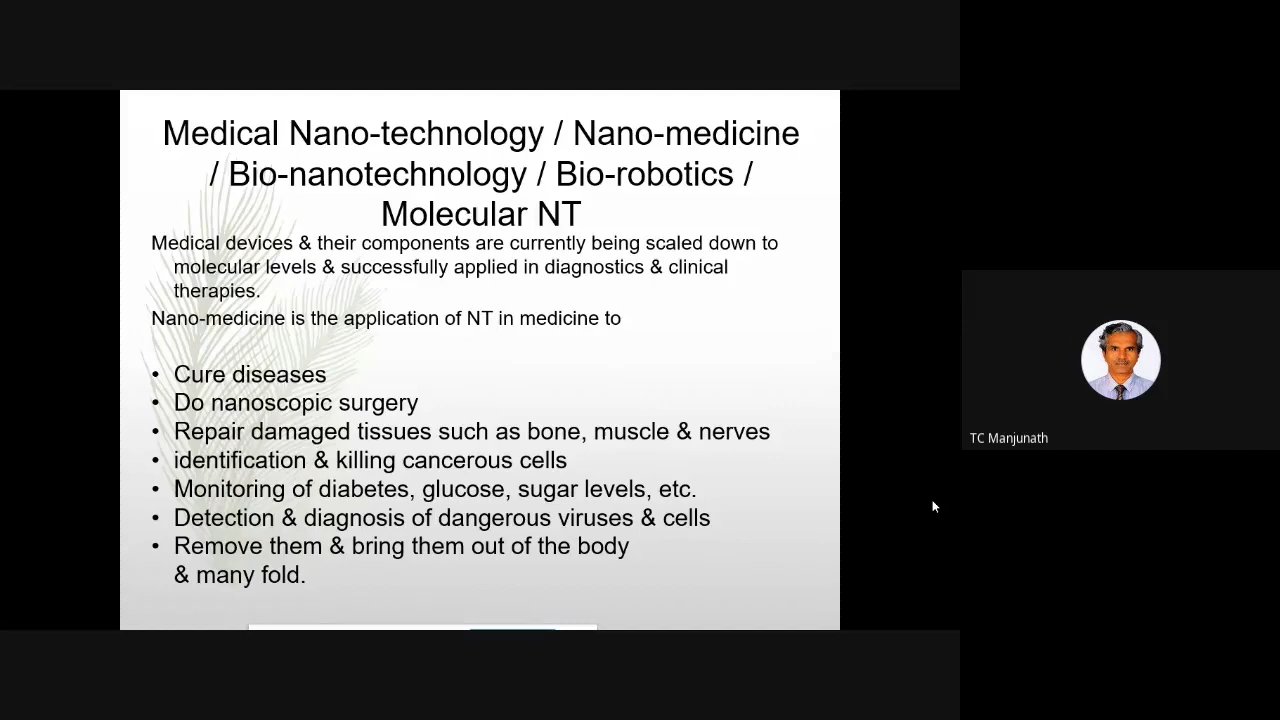 Medical Nano-technology / Nano-medicine
/ Bio-nanotechnology / Bio-robotics /
Molecular NT
Medical devices & their components are currently being scaled down to
molecular levels & successfully applied in diagnostics & clinical
therapies.
Nano-medicine is the application of NT in medicine to
• Cure diseases
• Do nanoscopic surgery
• Repair damaged tissues such as bone, muscle & nerves
• identification & killing cancerous cells
• Monitoring of diabetes, glucose, sugar levels, etc.
• Detection & diagnosis of dangerous viruses & cells
• Remove them & bring them out of the body
& many fold.
TC Manjunath